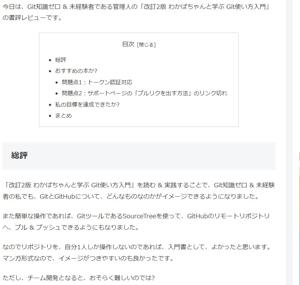 今日は、Git知識ゼロ & 未経験者である管理人の「改訂2版 わかばちゃんと学ぶ Git使い方入門」
の書評レビューです。
目次 [閉じる]
総評
おすすめの本か?
問題点1:トークン認証対応
問題点2:サポートページの「プルリクを出す方法」のリンク切れ
私の目標を達成できたか?
まとめ
総評
「改訂2版 わかばちゃんと学ぶ Git使い方入門」を読む & 実践することで、Git知識ゼロ & 未経験
者の私でも、GitとGitHubについて、どんなものなのかがイメージできるようになりました。
また簡単な操作であれば、GitツールであるSourceTreeを使って、GitHubのリモートリポジトリ
へ、プル & プッシュできるようにもなりました。
なのでリポジトリを、自分1人しか操作しないのであれば、入門書として、よかったと思います。
マンガ形式なので、イメージがつきやすいのも良かったです。
ただし、チーム開発となると、おそらく難しいのでは?